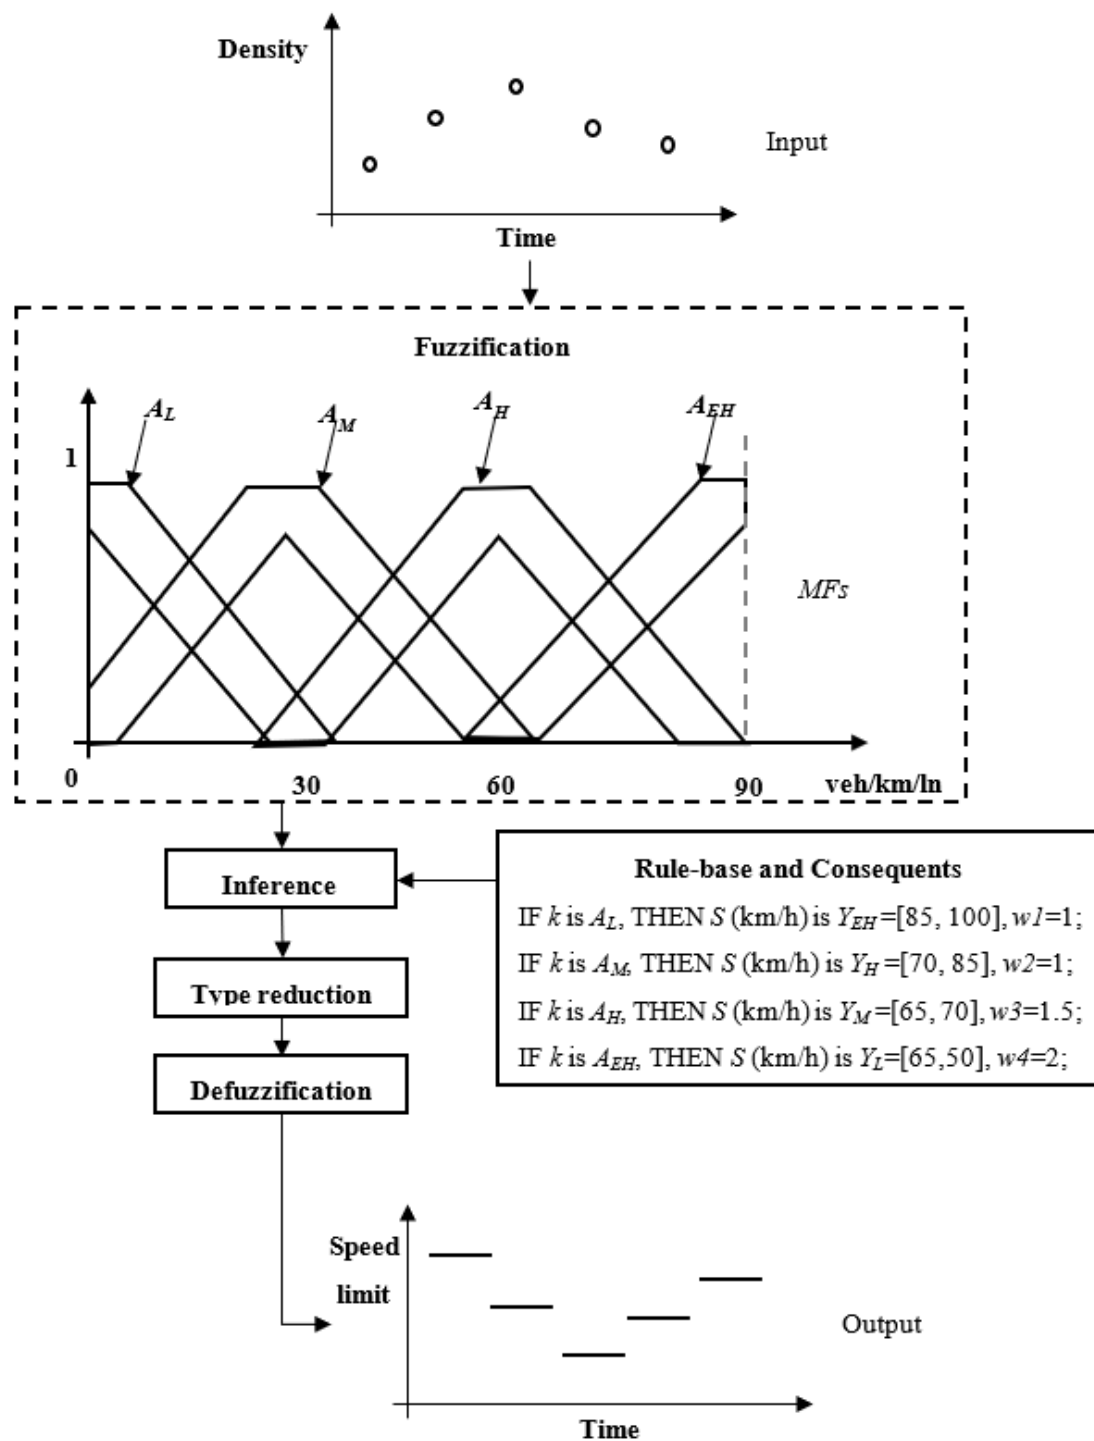 Density
Input
Time
Fuzzification
A_L
A_M
A_H
A_EH
1
MFs
0
30
60
90
veh/km/ln
Inference
Type reduction
Defuzzification
Rule-base and Consequents
IF k is A_L, THEN S (km/h) is Y_EH=[85, 100], w1=1;
IF k is A_M, THEN S (km/h) is Y_H=[70, 85], w2=1;
IF k is A_H, THEN S (km/h) is Y_M=[65, 70], w3=1.5;
IF k is A_EH, THEN S (km/h) is Y_L=[65,50], w4=2;
Speed
limit
Output
Time